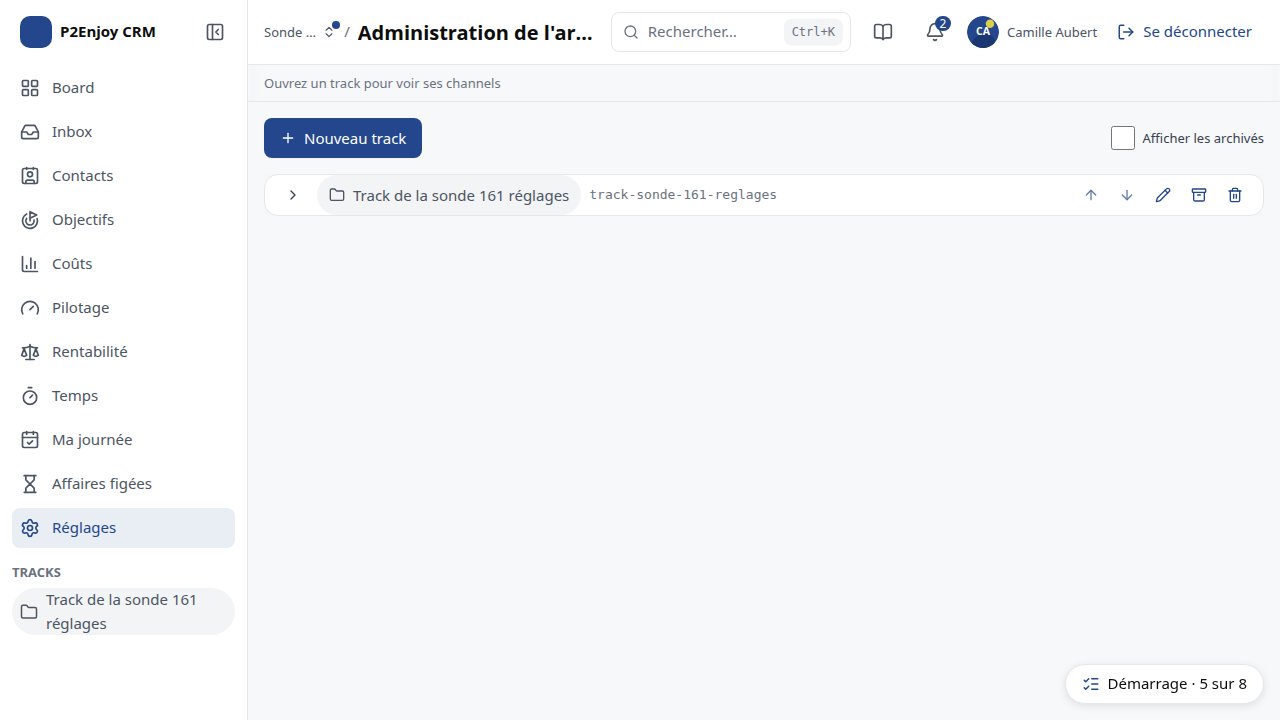 P2Enjoy CRM
Sonde ... / Administration de l'ar...
Rechercher... Ctrl+K
2
CA Camille Aubert
Se déconnecter
Board
Inbox
Contacts
Objectifs
Coûts
Pilotage
Rentabilité
Temps
Ma journée
Affaires figées
Réglages
TRACKS
Track de la sonde 161
réglages
Ouvrez un track pour voir ses channels
Nouveau track
Afficher les archivés
Track de la sonde 161 réglages track-sonde-161-reglages
Démarrage · 5 sur 8